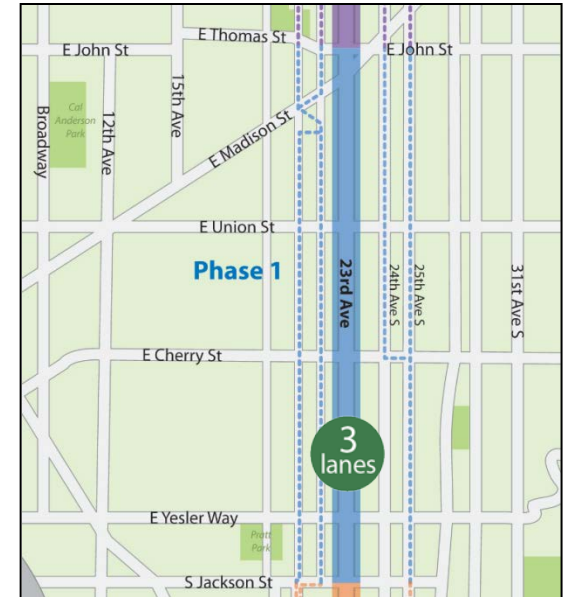 E Thomas St
E John St
E John St
15th Ave
Cal
Anderson
Park
12th Ave
Broadway
E Madison St
E Union St
Phase 1
23rd Ave
24th Ave S
25th Ave S
31st Ave S
E Cherry St
3
lanes
E Yesler Way
Pratt
Park
S Jackson St